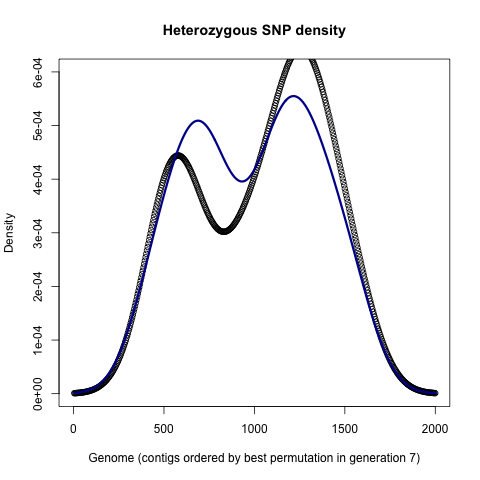 Heterozygous SNP density
6e-04
5e-04
4e-04
3e-04
2e-04
1e-04
0e+00
Density
0 500 1000 1500 2000
Genome (contigs ordered by best permutation in generation 7)